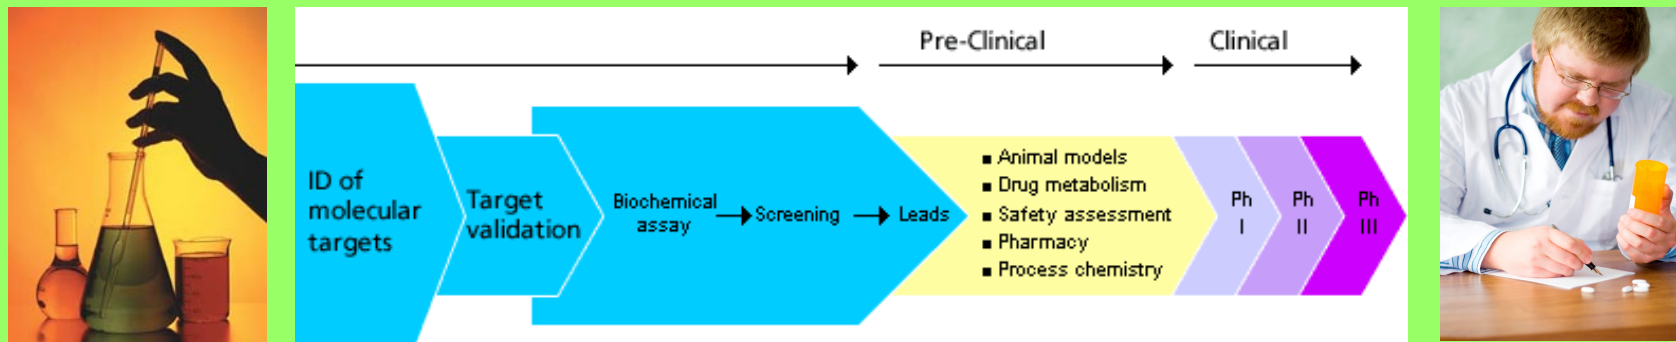 Pre-Clinical
Clinical
ID of
molecular
targets
Target
validation
Biochemical
assay
Screening
Leads
▪ Animal models
▪ Drug metabolism
▪ Safety assessment
▪ Pharmacy
▪ Process chemistry
Ph
I
Ph
II
Ph
III